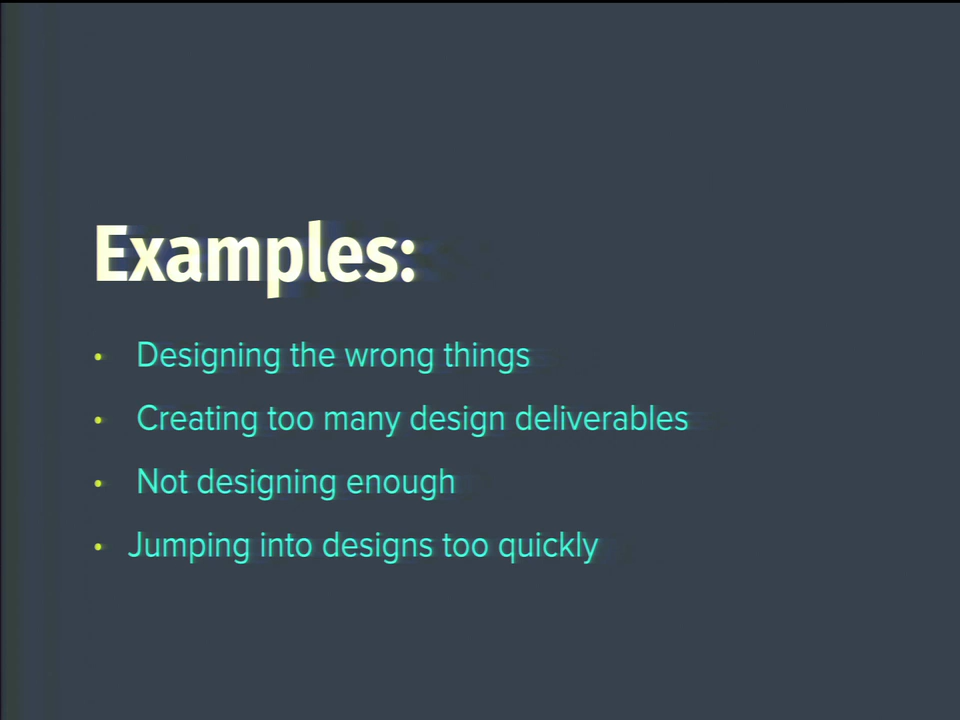 Examples:
• Designing the wrong things
• Creating too many design deliverables
• Not designing enough
• Jumping into designs too quickly